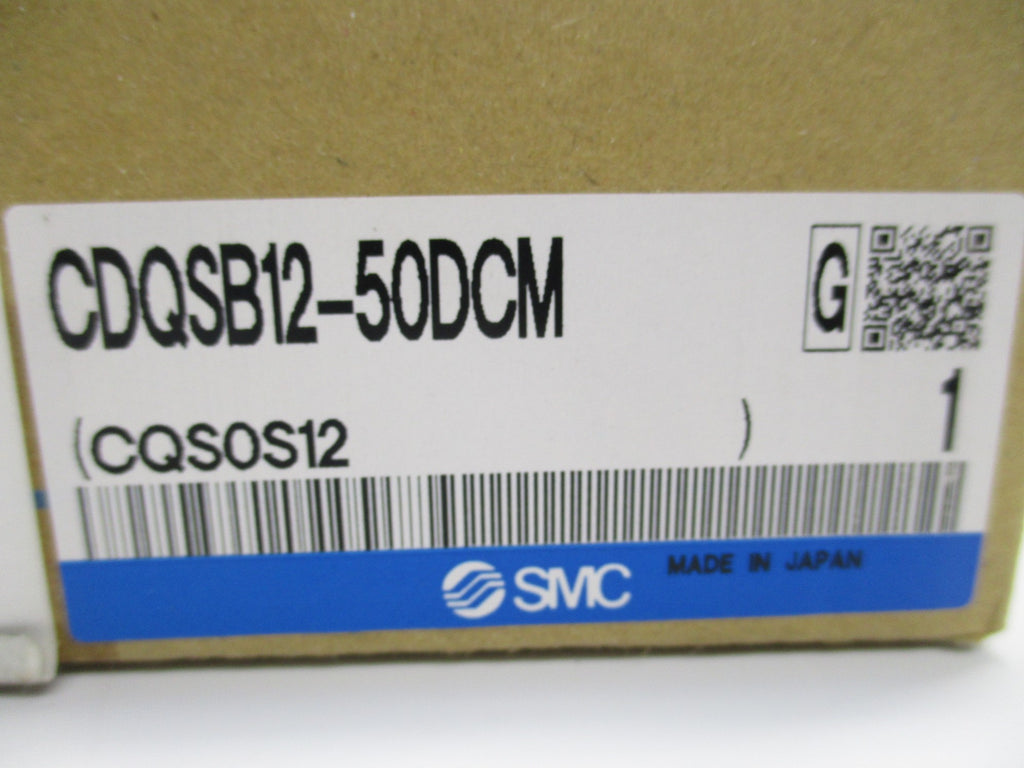 CDQSB12-50DCM
G
(CQSOS12 )
1
SMC
MADE IN JAPAN